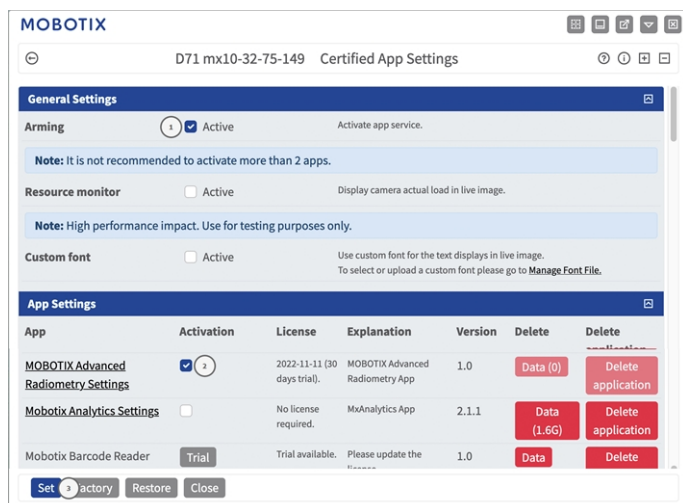 MOBOTIX
D71 mx10-32-75-149 Certified App Settings
General Settings
Arming 1 Active Activate app service.
Note: It is not recommended to activate more than 2 apps.
Resource monitor Active Display camera actual load in live image.
Note: High performance impact. Use for testing purposes only.
Custom font Active Use custom font for the text displays in live image.
To select or upload a custom font please go to Manage Font File.
App Settings
App Activation License Explanation Version Delete Delete
application
MOBOTIX Advanced 2 2022-11-11 (30 MOBOTIX Advanced 1.0 Data (0) Delete
Radiometry Settings days trial). Radiometry App application
Mobotix Analytics Settings No license MxAnalytics App 2.1.1 Data Delete
required. (1.6G) application
Mobotix Barcode Reader Trial Trial available. Please update the 1.0 Data Delete
license
Set 3 actory Restore Close